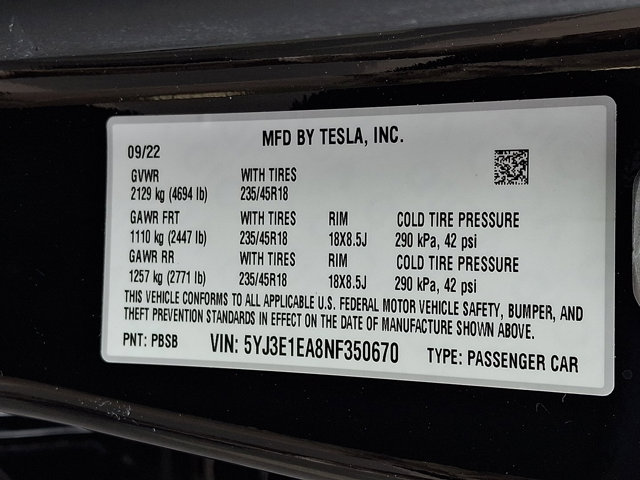 MFD BY TESLA, INC.
09/22
GVWR WITH TIRES
2129 kg (4694 lb) 235/45R18
GAWR FRT WITH TIRES RIM COLD TIRE PRESSURE
1110 kg (2447 lb) 235/45R18 18X8.5J 290 kPa, 42 psi
GAWR RR WITH TIRES RIM COLD TIRE PRESSURE
1257 kg (2771 lb) 235/45R18 18X8.5J 290 kPa, 42 psi
THIS VEHICLE CONFORMS TO ALL APPLICABLE U.S. FEDERAL MOTOR VEHICLE SAFETY, BUMPER, AND
THEFT PREVENTION STANDARDS IN EFFECT ON THE DATE OF MANUFACTURE SHOWN ABOVE.
PNT: PBSB VIN: 5YJ3E1EA8NF350670 TYPE: PASSENGER CAR